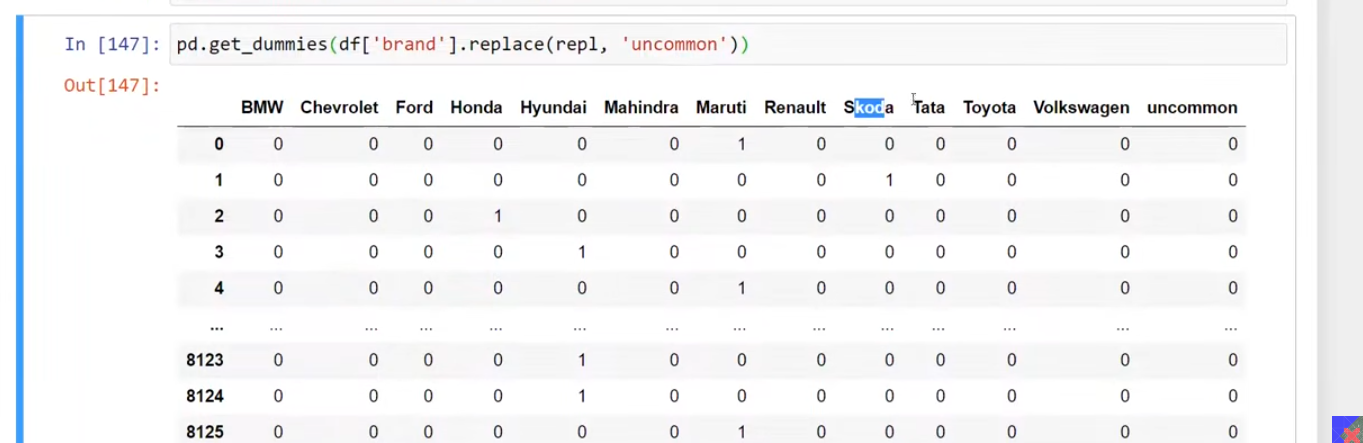 In [147]: pd.get_dummies(df['brand'].replace(repl, 'uncommon'))
Out[147]:
BMW Chevrolet Ford Honda Hyundai Mahindra Maruti Renault Skoda Tata Toyota Volkswagen uncommon
0 0 0 0 0 0 0 1 0 0 0 0 0 0
1 0 0 0 0 0 0 0 0 1 0 0 0 0
2 0 0 0 1 0 0 0 0 0 0 0 0 0
3 0 0 0 0 1 0 0 0 0 0 0 0 0
4 0 0 0 0 0 0 1 0 0 0 0 0 0
... ... ... ... ... ... ... ... ... ... ... ... ... ...
8123 0 0 0 0 1 0 0 0 0 0 0 0 0
8124 0 0 0 0 1 0 0 0 0 0 0 0 0
8125 0 0 0 0 0 0 1 0 0 0 0 0 0